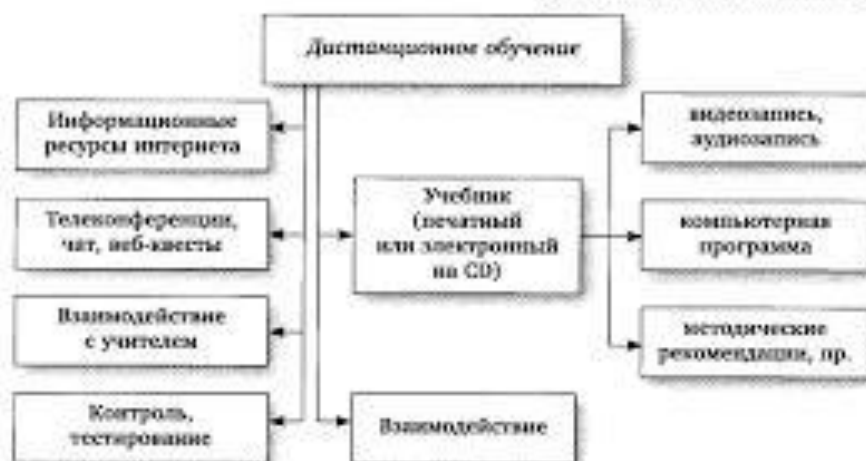 Дистанционное обучение
Информационные
ресурсы интернета
Телеконференции,
чат, веб-квесты
Взаимодействие
с учителем
Контроль,
тестирование
Учебник
(печатный
или электронный
на CD)
Взаимодействие
видеозапись,
аудиозапись
компьютерная
программа
методические
рекомендации, пр.